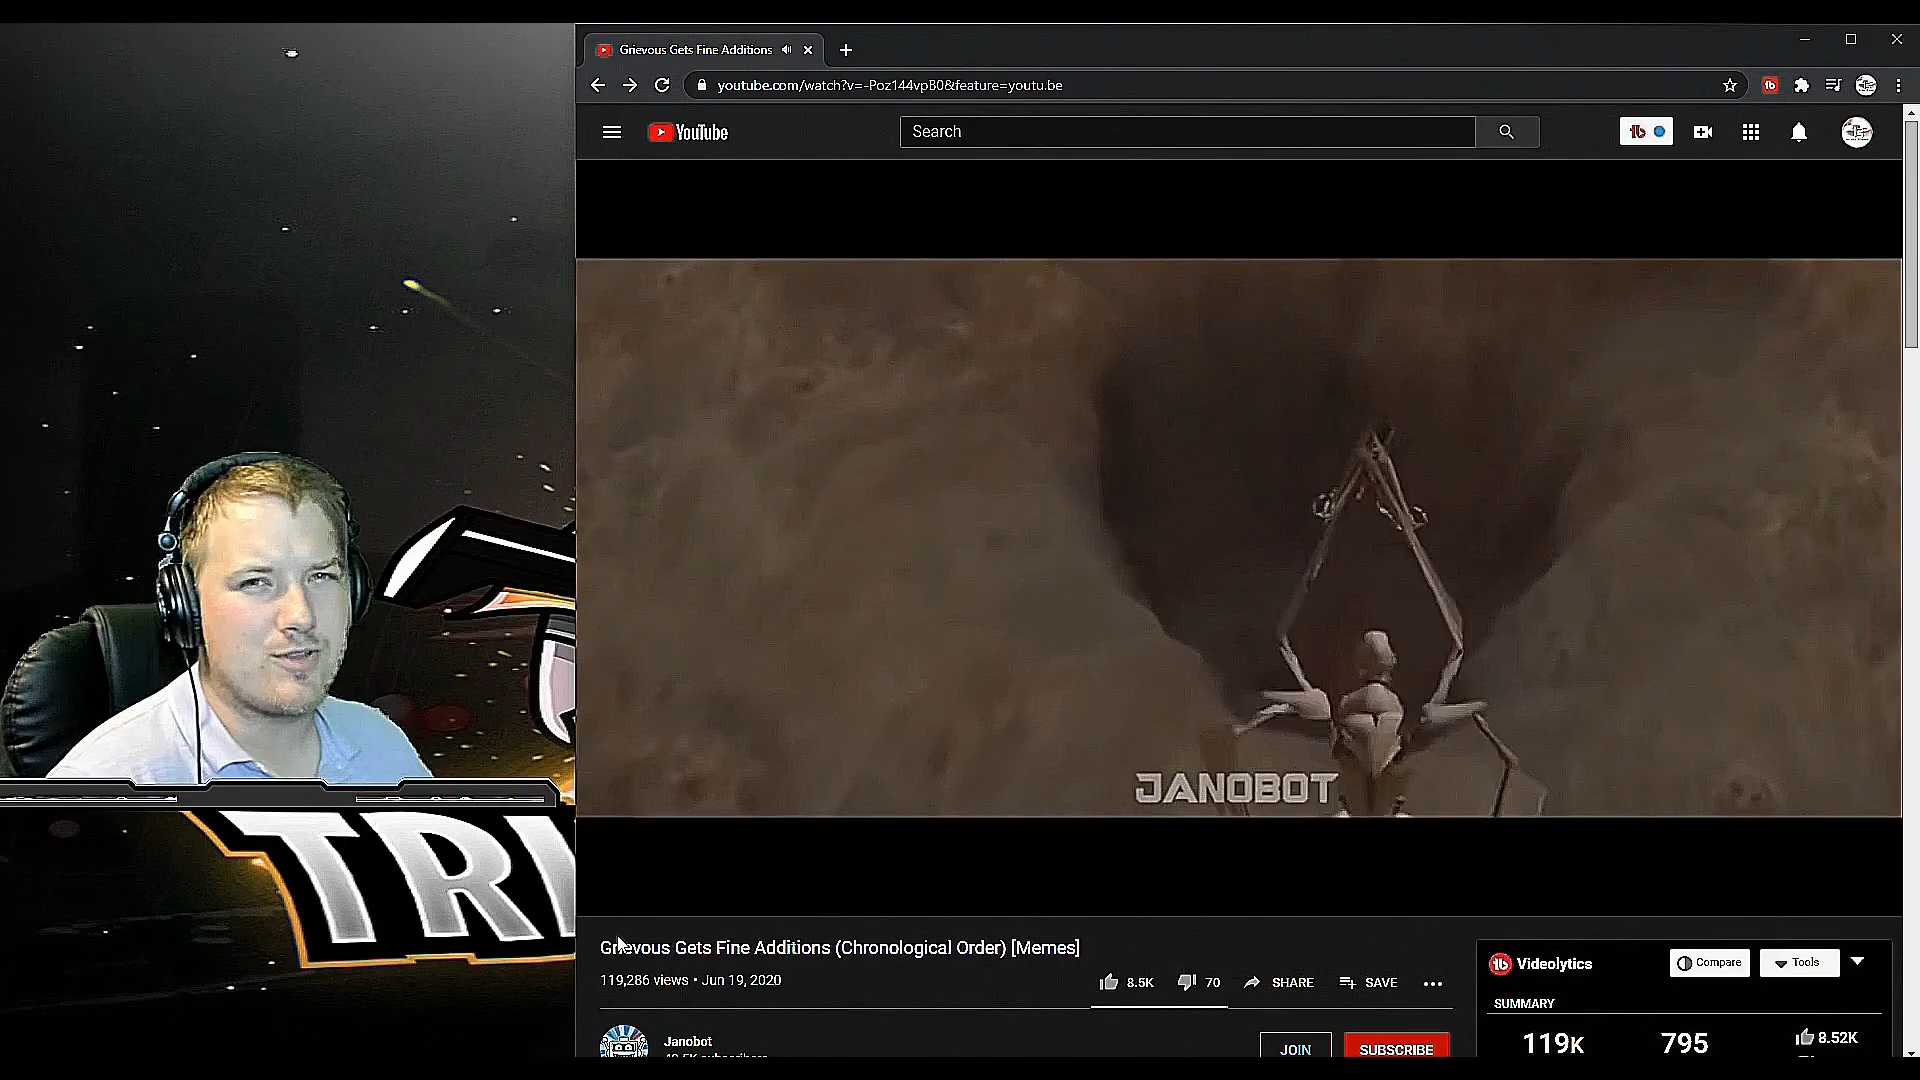 Grievous Gets Fine Additions
youtube.com/watch?v=-Poz144vpB0&feature=youtu.be
YouTube
Search
JANOBOT
TRI
Grievous Gets Fine Additions (Chronological Order) [Memes]
119,286 views • Jun 19, 2020
8.5K
70
SHARE
SAVE
Videolytics
Compare
Tools
SUMMARY
119K
795
8.52K
Janobot
JOIN
SUBSCRIBE